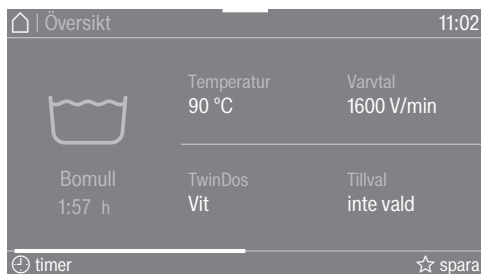 Översikt
11:02
Temperatur
90 °C
Varvtal
1600 V/min
Bomull
1:57 h
TwinDos
Vit
Tillval
inte vald
timer
spara